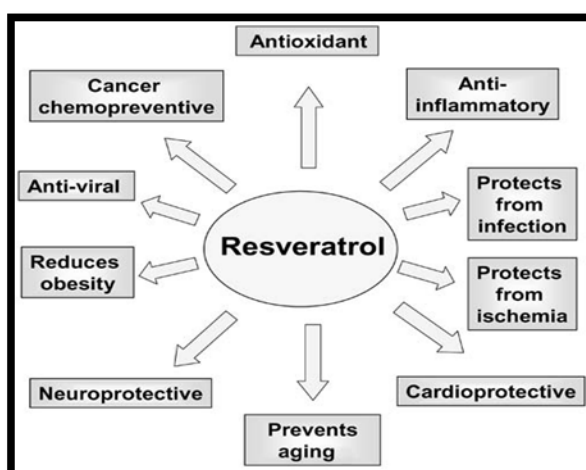 Antioxidant
Cancer
chemopreventive
Anti-
inflammatory
Anti-viral
Protects
from
infection
Resveratrol
Reduces
obesity
Protects
from
ischemia
Neuroprotective
Cardioprotective
Prevents
aging